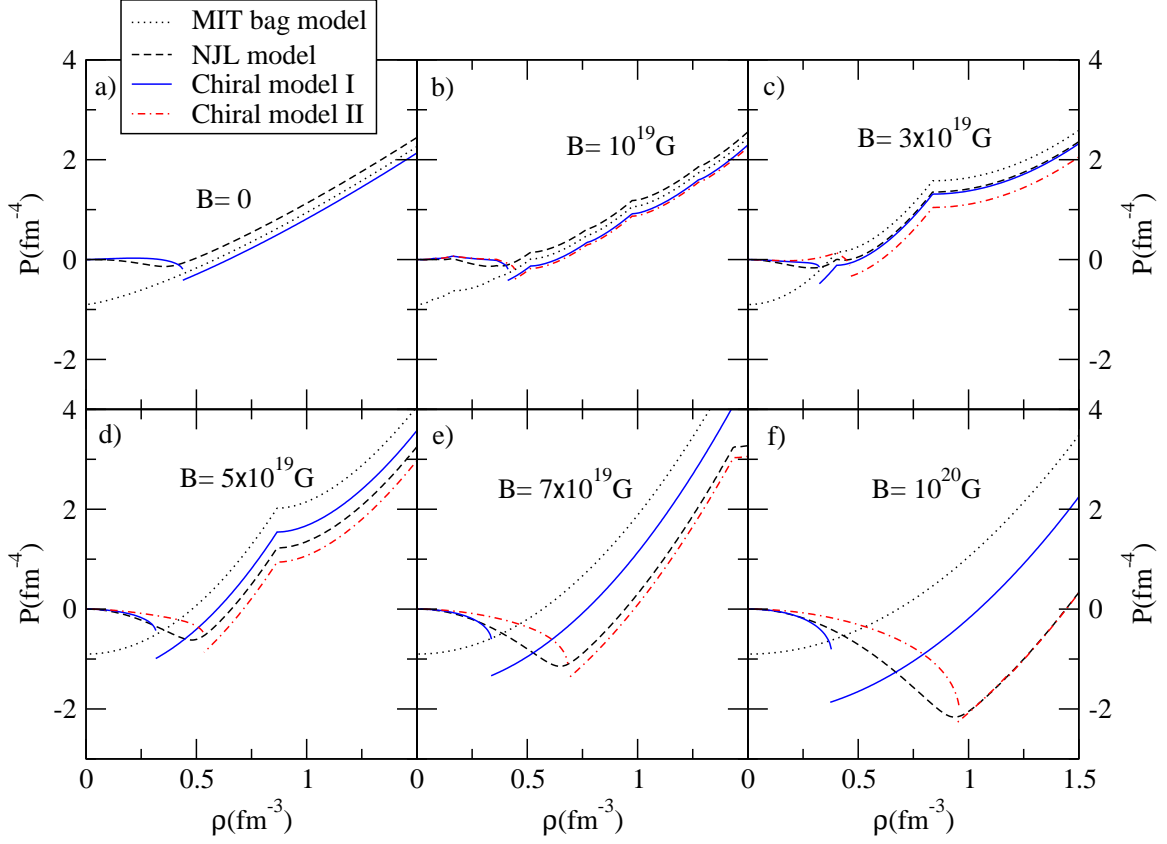 MIT bag model
NJL model
Chiral model I
Chiral model II
a)
B= 0
b)
B= 10^19G
c)
B= 3x10^19G
4
2
0
-2
P(fm^-4)
4
2
0
-2
P(fm^-4)
d)
B= 5x10^19G
e)
B= 7x10^19G
f)
B= 10^20G
4
2
0
-2
P(fm^-4)
4
2
0
-2
P(fm^-4)
0 0.5 1 0 0.5 1 0 0.5 1 1.5
ρ(fm^-3) ρ(fm^-3) ρ(fm^-3)